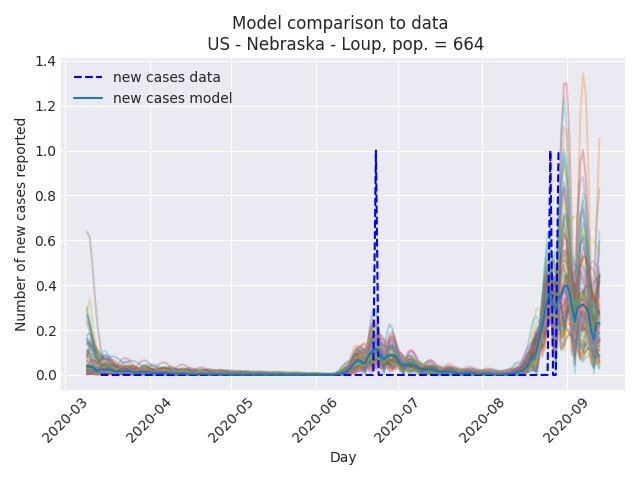 Model comparison to data
US - Nebraska - Loup, pop. = 664
new cases data
new cases model
Number of new cases reported
1.4
1.2
1.0
0.8
0.6
0.4
0.2
0.0
2020-03
2020-04
2020-05
2020-06
2020-07
2020-08
2020-09
Day